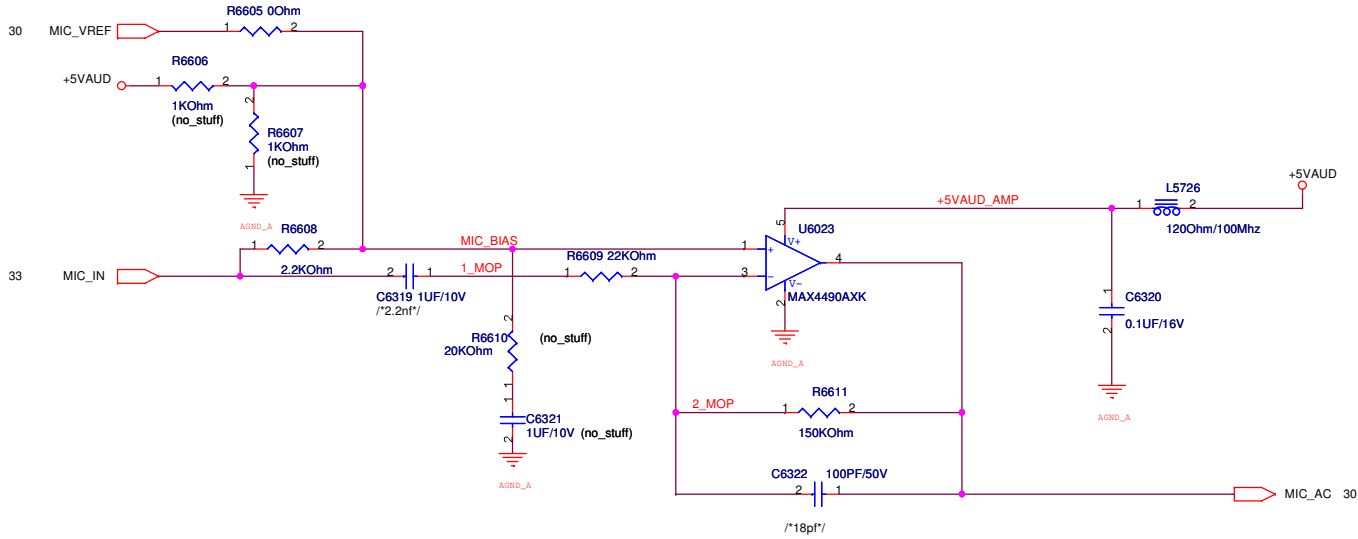 R6605 0Ohm
30 MIC_VREF 1 2
R6606
+5VAUD 1 2
1KOhm
(no_stuff)
2
R6607
1KOhm
(no_stuff)
1
AGND_A
R6608
1 2
2.2KOhm
33 MIC_IN
MIC_BIAS
2 1 1_MOP
C6319 1UF/10V
/*2.2nf*/
R6609 22KOhm
1 2
2
R6610 (no_stuff)
20KOhm
1
1
C6321
1UF/10V (no_stuff)
2
AGND_A
+5VAUD_AMP
5
U6023
V+
1 +
3 -
4
V-
MAX4490AXK
2
AGND_A
R6611
2_MOP 1 2
150KOhm
C6322 100PF/50V
2 1
/*18pf*/
+5VAUD
L5726
1 2
120Ohm/100Mhz
1
C6320
0.1UF/16V
2
AGND_A
MIC_AC 30